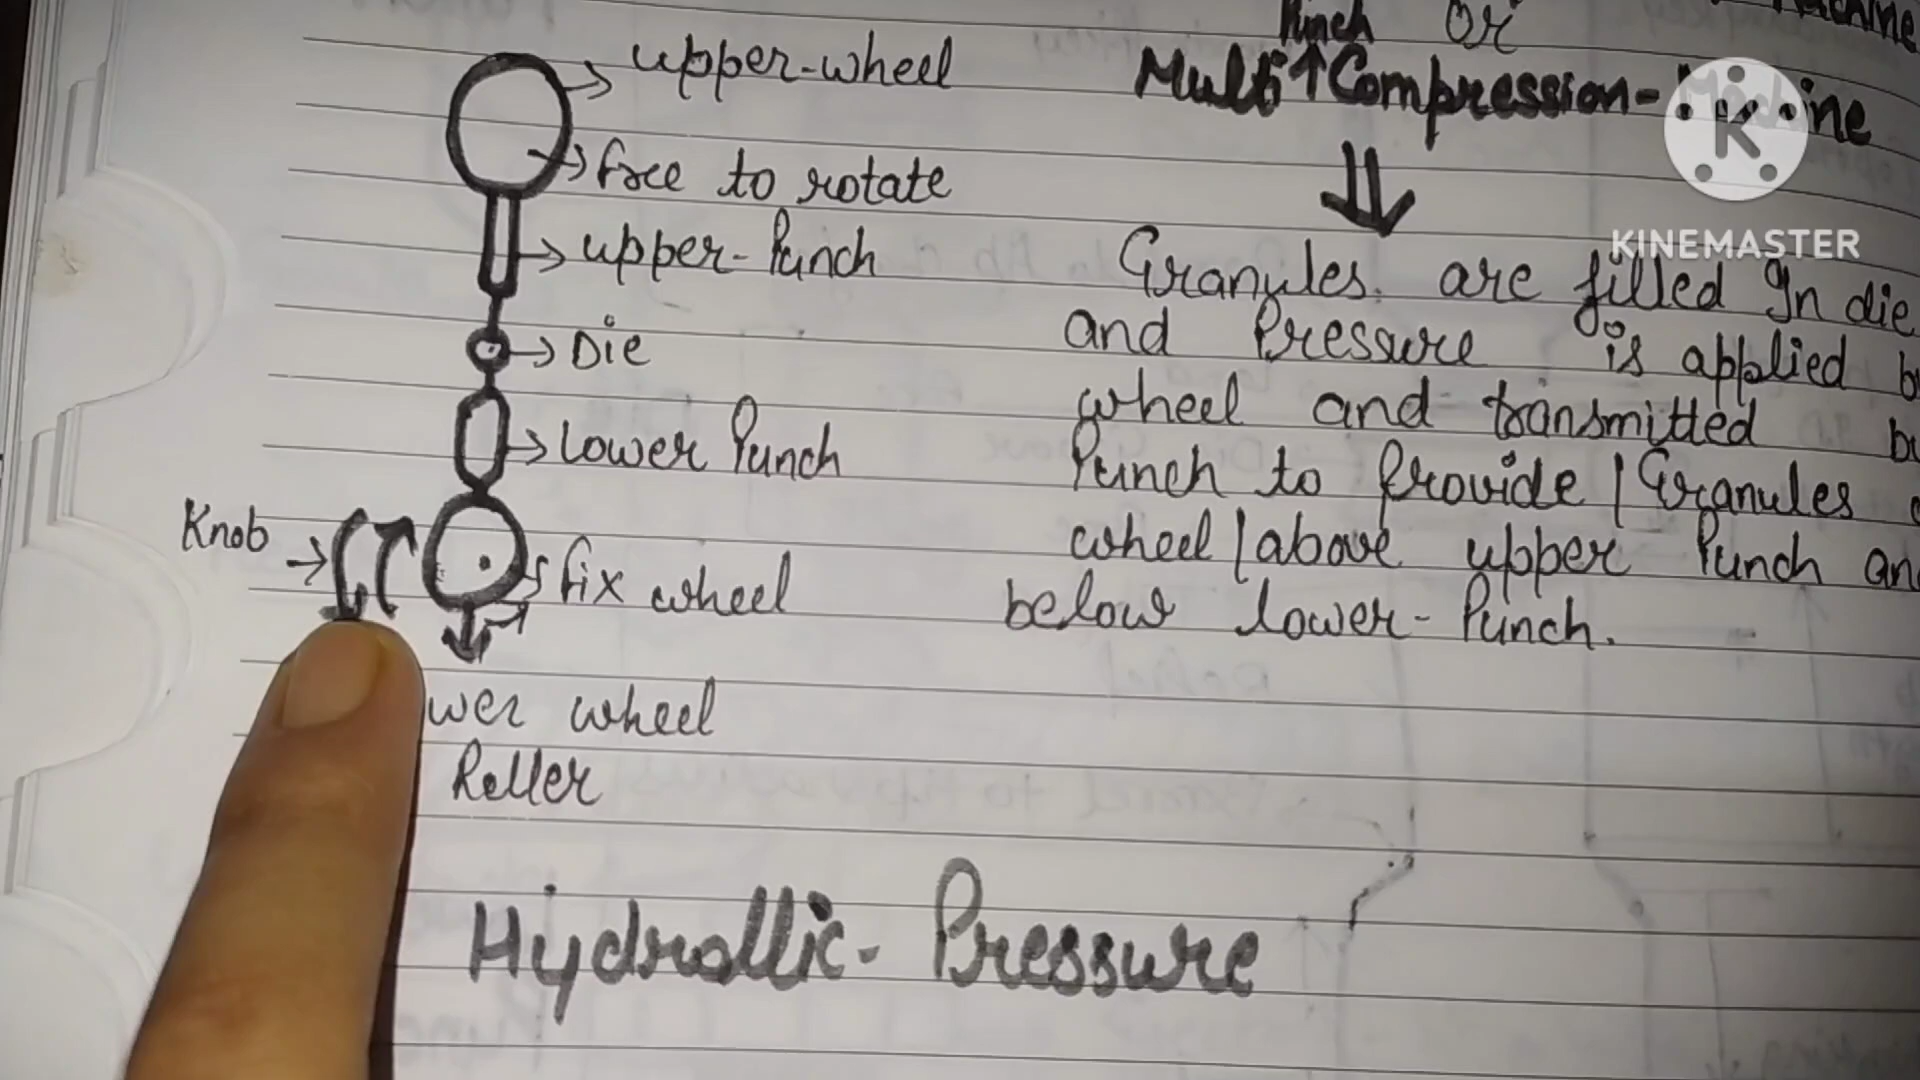 upper-wheel
free to rotate
upper-Punch
Die
Lower Punch
Knob
fix wheel
wer wheel
Roller
Hydrollic-Pressure
Punch or
Machine
Multi↑Compression-Machine
Granules are filled In die
and Pressure is applied
wheel and transmitted
Punch to Provide / Granules
wheel / above upper Punch
below lower-Punch.
KINEMASTER